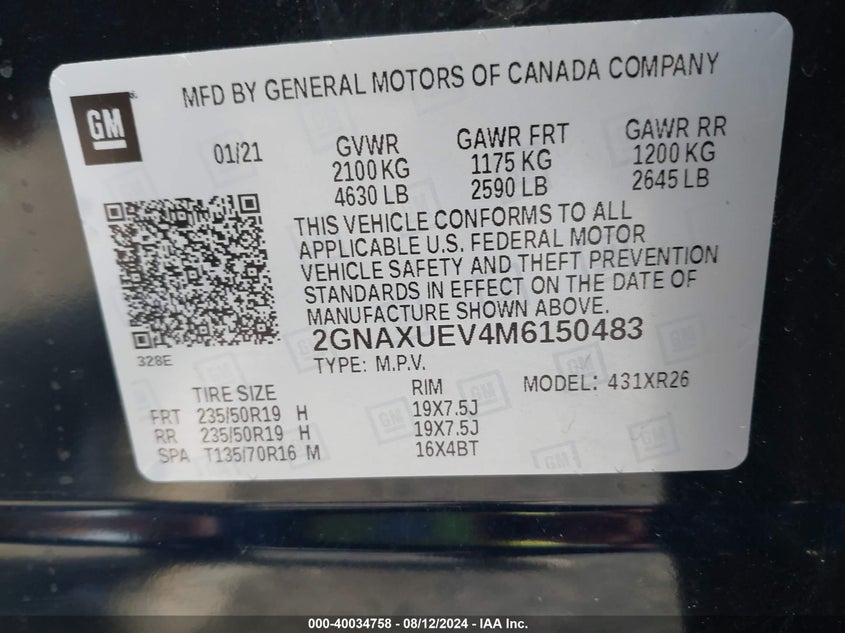 MFD BY GENERAL MOTORS OF CANADA COMPANY
GM
01/21
GVWR
2100 KG
4630 LB
GAWR FRT
1175 KG
2590 LB
GAWR RR
1200 KG
2645 LB
THIS VEHICLE CONFORMS TO ALL
APPLICABLE U.S. FEDERAL MOTOR
VEHICLE SAFETY AND THEFT PREVENTION
STANDARDS IN EFFECT ON THE DATE OF
MANUFACTURE SHOWN ABOVE.
2GNAXUEV4M6150483
328E
TYPE: M.P.V.
MODEL: 431XR26
TIRE SIZE
RIM
FRT 235/50R19 H 19X7.5J
RR 235/50R19 H 19X7.5J
SPA T135/70R16 M 16X4BT
GM
000-40034758 - 08/12/2024 - IAA Inc.